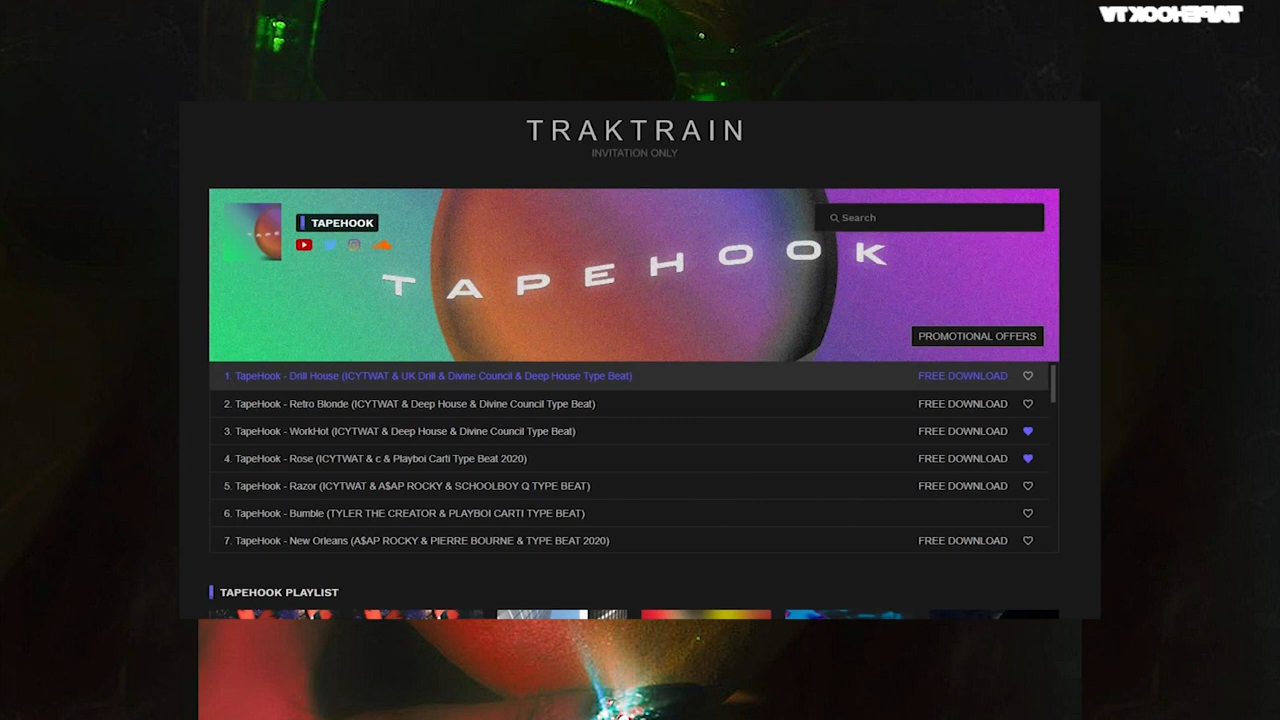 TAPEHOOK TV
TRAKTRAIN
INVITATION ONLY
TAPEHOOK
Search
TAPEHOOK
PROMOTIONAL OFFERS
1. TapeHook - Drill House (ICYTWAT & UK Drill & Divine Council & Deep House Type Beat) FREE DOWNLOAD
2. TapeHook - Retro Blonde (ICYTWAT & Deep House & Divine Council Type Beat) FREE DOWNLOAD
3. TapeHook - WorkHot (ICYTWAT & Deep House & Divine Council Type Beat) FREE DOWNLOAD
4. TapeHook - Rose (ICYTWAT & c & Playboi Carti Type Beat 2020) FREE DOWNLOAD
5. TapeHook - Razor (ICYTWAT & A$AP ROCKY & SCHOOLBOY Q TYPE BEAT) FREE DOWNLOAD
6. TapeHook - Bumble (TYLER THE CREATOR & PLAYBOI CARTI TYPE BEAT)
7. TapeHook - New Orleans (A$AP ROCKY & PIERRE BOURNE & TYPE BEAT 2020) FREE DOWNLOAD
TAPEHOOK PLAYLIST